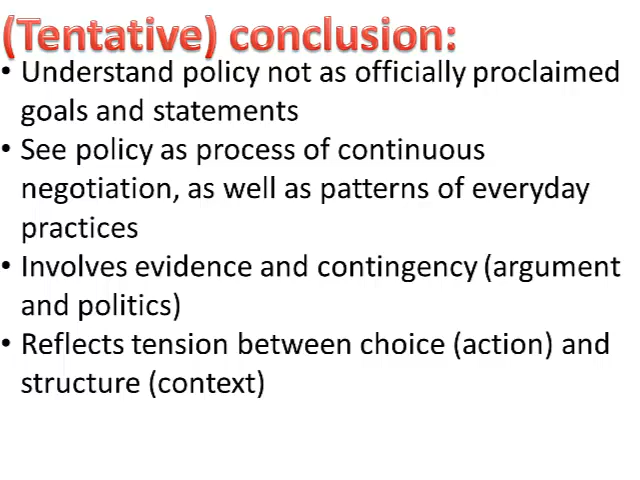 (Tentative) conclusion:
• Understand policy not as officially proclaimed
goals and statements
• See policy as process of continuous
negotiation, as well as patterns of everyday
practices
• Involves evidence and contingency (argument
and politics)
• Reflects tension between choice (action) and
structure (context)